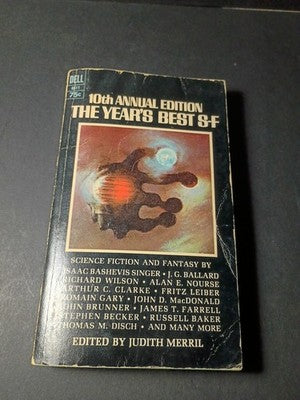 DELL
75¢
10th ANNUAL EDITION
THE YEAR'S BEST S-F
SCIENCE FICTION AND FANTASY BY
ISAAC BASHEVIS SINGER • J. G. BALLARD
RICHARD WILSON • ALAN E. NOURSE
ARTHUR C. CLARKE • FRITZ LEIBER
ROMAIN GARY • JOHN D. MacDONALD
JOHN BRUNNER • JAMES T. FARRELL
STEPHEN BECKER • RUSSELL BAKER
THOMAS M. DISCH • AND MANY MORE
EDITED BY JUDITH MERRIL